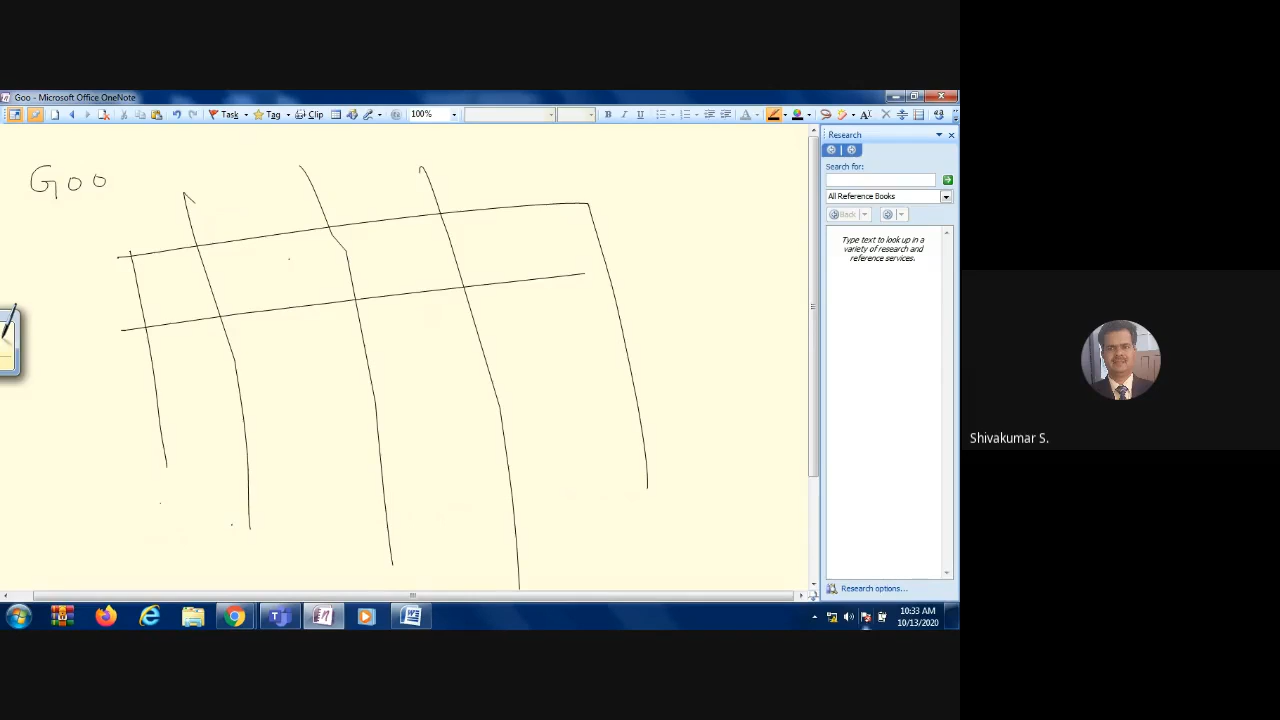 Goo - Microsoft Office OneNote
Task
Tag
Clip
100%
B I U
A
Goo
Research
Search for:
All Reference Books
Back
Type text to look up in a
variety of research and
reference services.
Research options...
Shivakumar S.
10:33 AM
10/13/2020